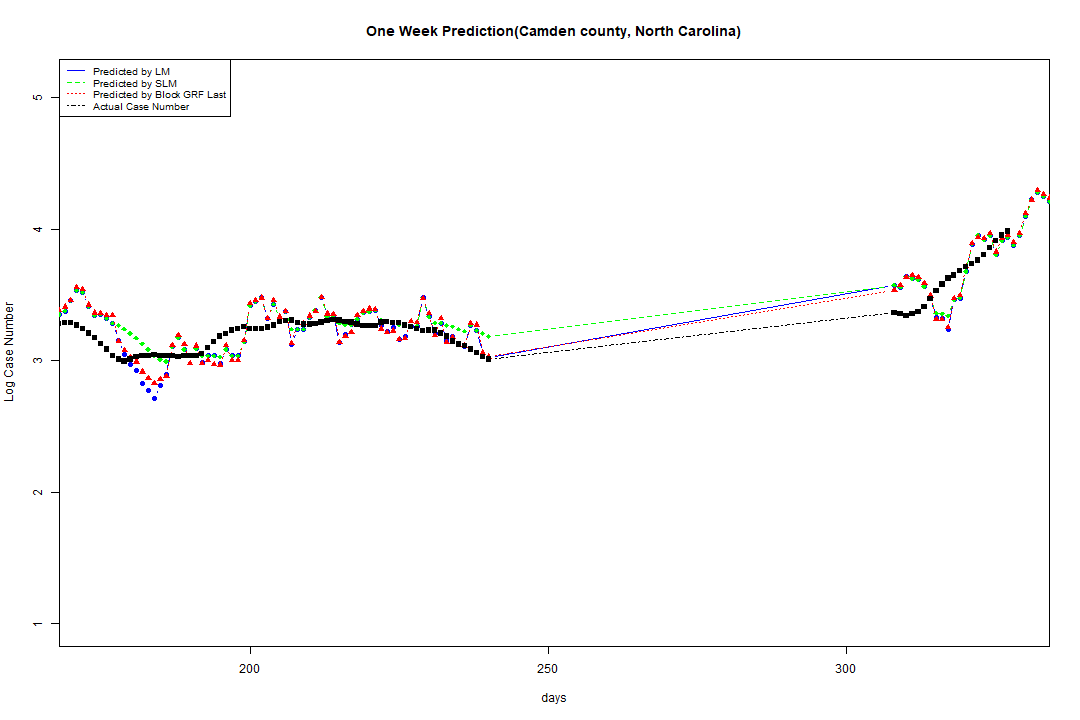 One Week Prediction(Camden county, North Carolina)
Predicted by LM
Predicted by SLM
Predicted by Block GRF Last
Actual Case Number
5
4
3
2
1
Log Case Number
200
250
300
days